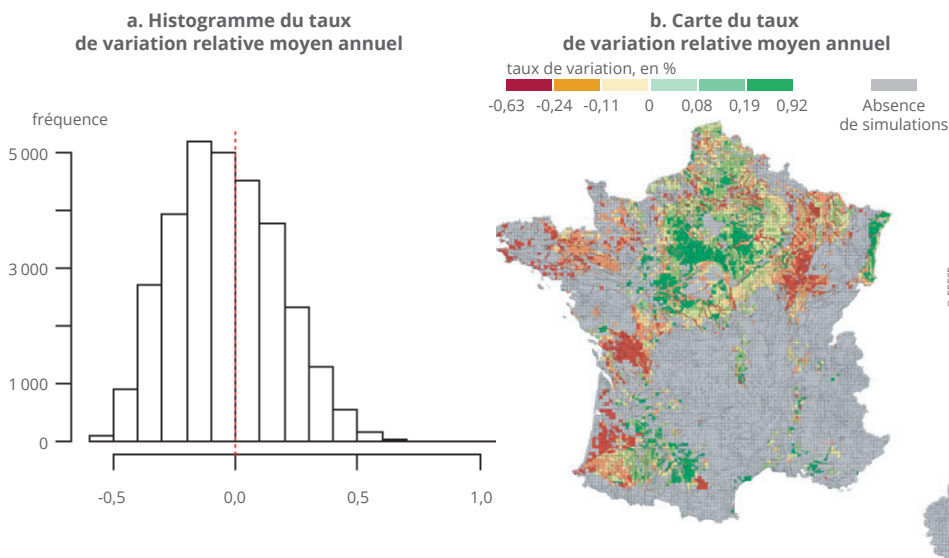 a. Histogramme du taux
de variation relative moyen annuel
fréquence
5 000
3 000
1 000
0
-0,5
0,0
0,5
1,0
b. Carte du taux
de variation relative moyen annuel
taux de variation, en %
-0,63 -0,24 -0,11 0 0,08 0,19 0,92
Absence
de simulations